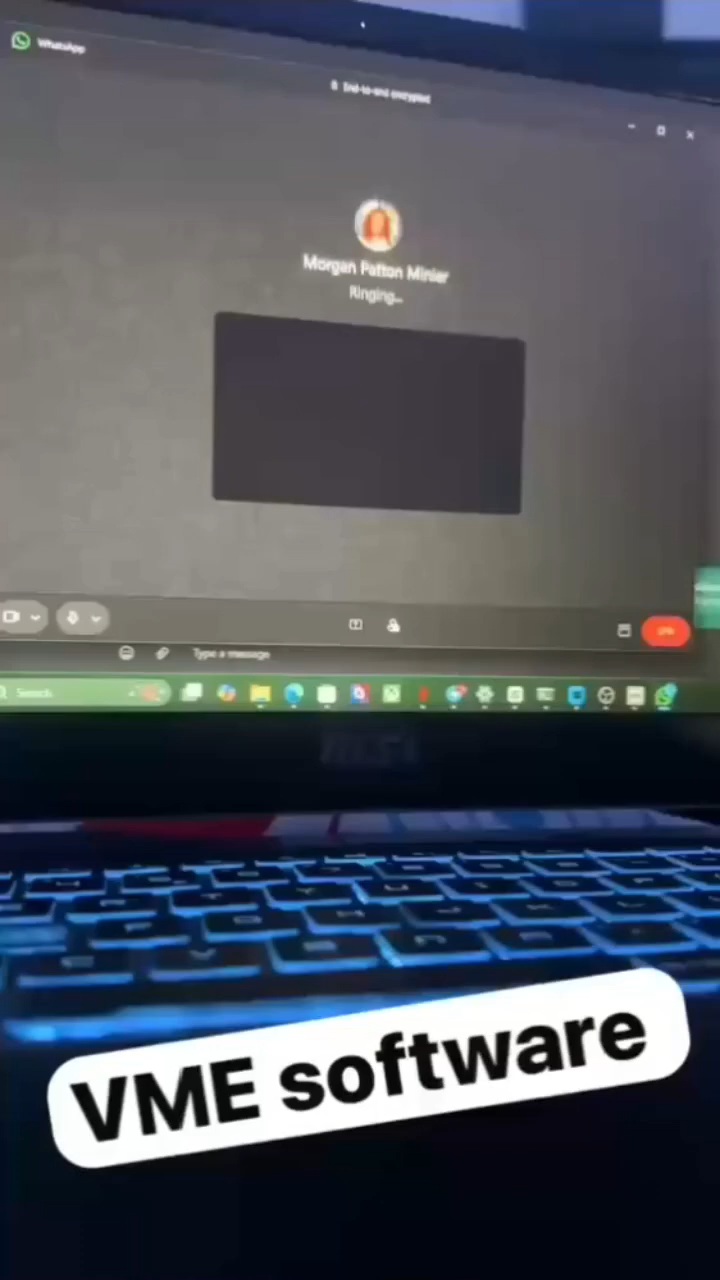 WhatsApp
End-to-end encrypted
Morgan Patton Minier
Ringing...
Type a message
Search
VME software